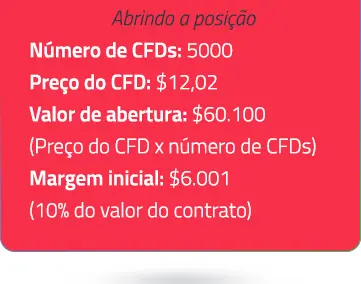 Abrindo a posição
Número de CFDs: 5000
Preço do CFD: $12,02
Valor de abertura: $60.100
(Preço do CFD x número de CFDs)
Margem inicial: $6.001
(10% do valor do contrato)